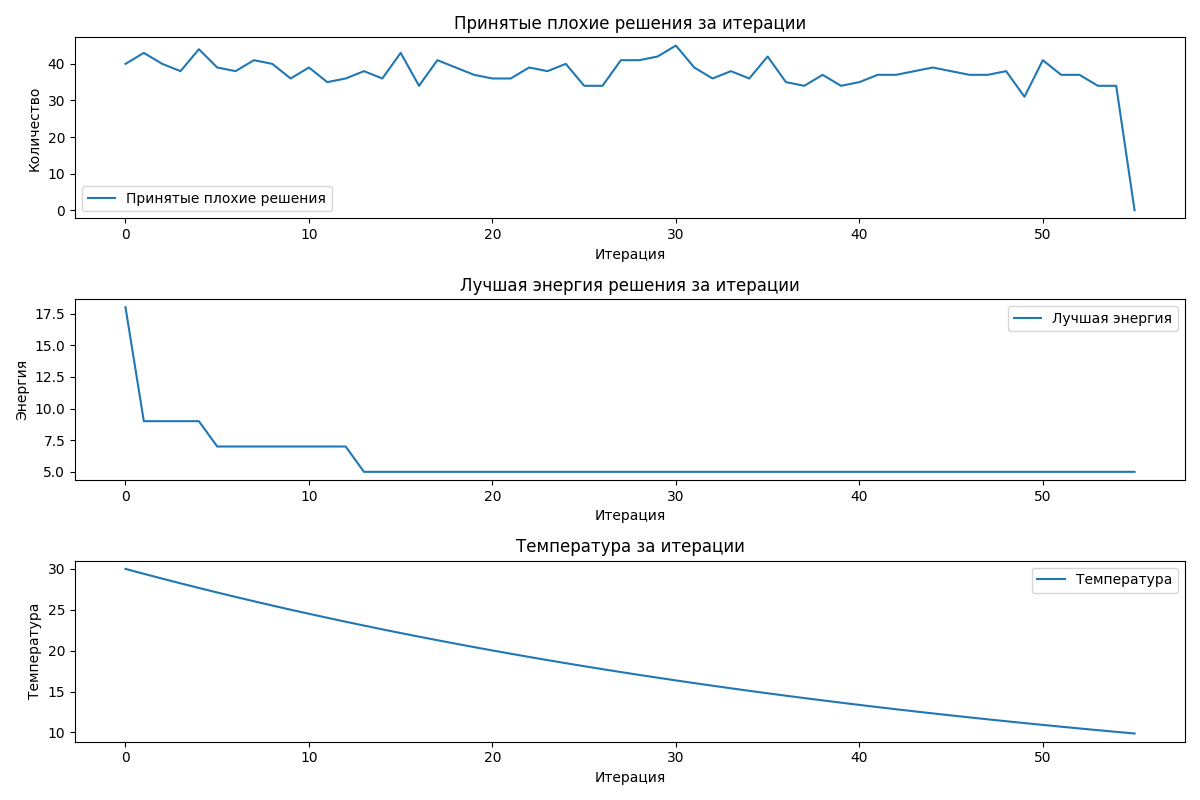 Принятые плохие решения за итерации
Количество
40
30
20
10
0
Принятые плохие решения
0 10 20 30 40 50
Итерация
Лучшая энергия решения за итерации
Энергия
17.5
15.0
12.5
10.0
7.5
5.0
Лучшая энергия
0 10 20 30 40 50
Итерация
Температура за итерации
Температура
30
25
20
15
10
Температура
0 10 20 30 40 50
Итерация